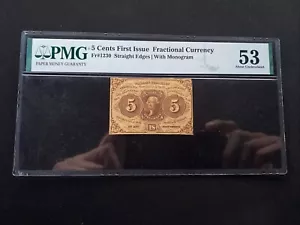 PMG
PAPER MONEY GUARANTY
5 Cents First Issue Fractional Currency
Fr#1230 Straight Edges | With Monogram
53
About Uncirculated
5 5